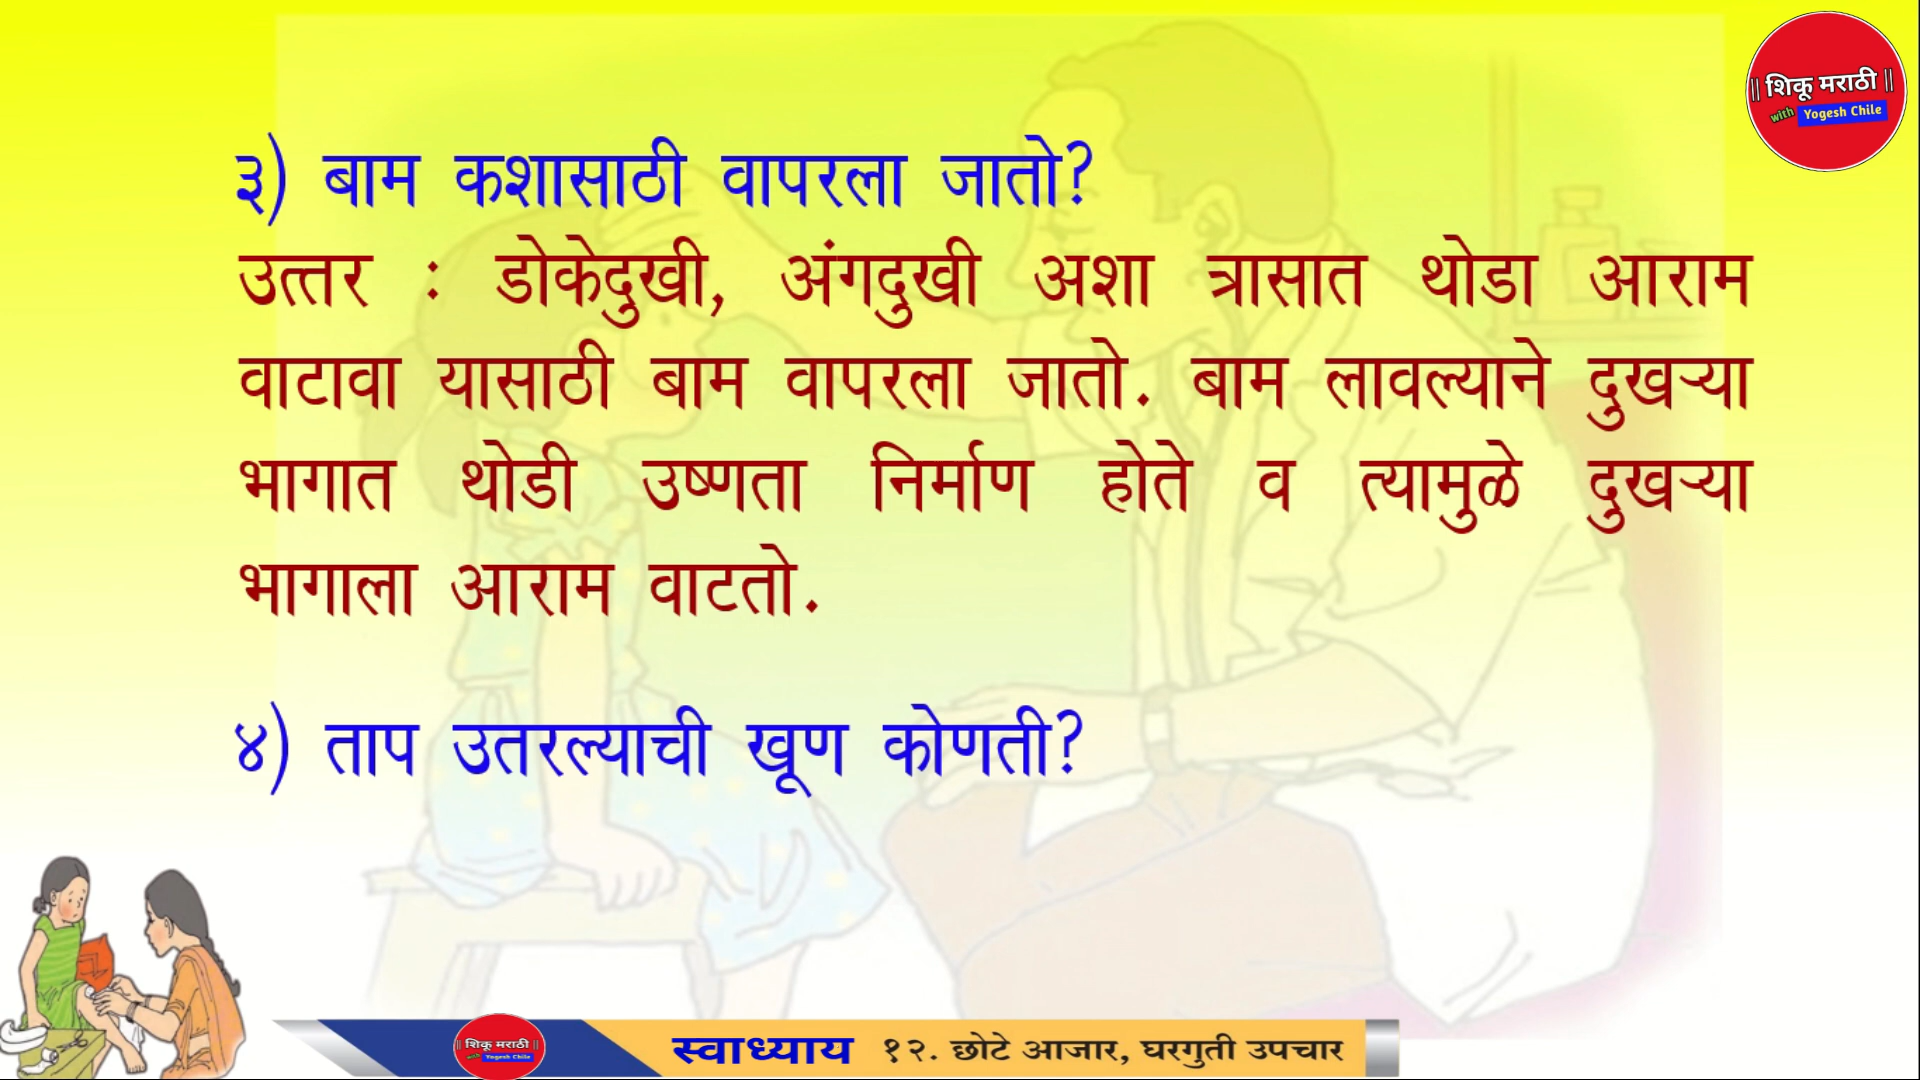 || शिकू मराठी ||
with Yogesh Chile
३) बाम कशासाठी वापरला जातो?
उत्तर : डोकेदुखी, अंगदुखी अशा त्रासात थोडा आराम
वाटावा यासाठी बाम वापरला जातो. बाम लावल्याने दुखऱ्या
भागात थोडी उष्णता निर्माण होते व त्यामुळे दुखऱ्या
भागाला आराम वाटतो.
४) ताप उतरल्याची खूण कोणती?
|| शिकू मराठी ||
with Yogesh Chile
स्वाध्याय १२. छोटे आजार, घरगुती उपचार